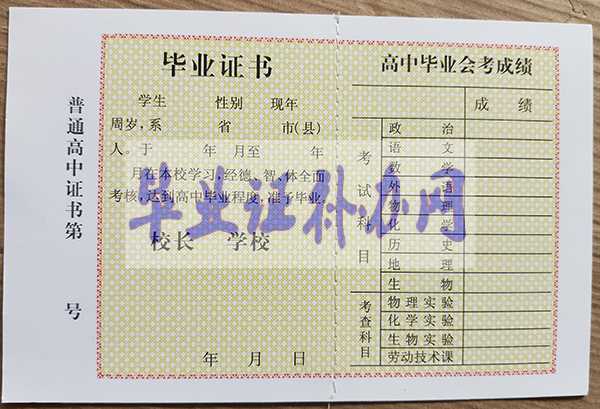 普通高中证书第 号
毕业证书
学生 性别 现年
周岁，系 省 市(县)
人。于 年 月至 年
月在本校学习，经德、智、体全面
考核，达到高中毕业程度，准予毕业。
校长 学校
年 月 日
毕业证补办网
高中毕业会考成绩
成 绩
考试科目
政 治
语 文
数 学
外 语
物 理
化 学
历 史
地 理
生 物
考查科目
物理实验
化学实验
生物实验
劳动技术课